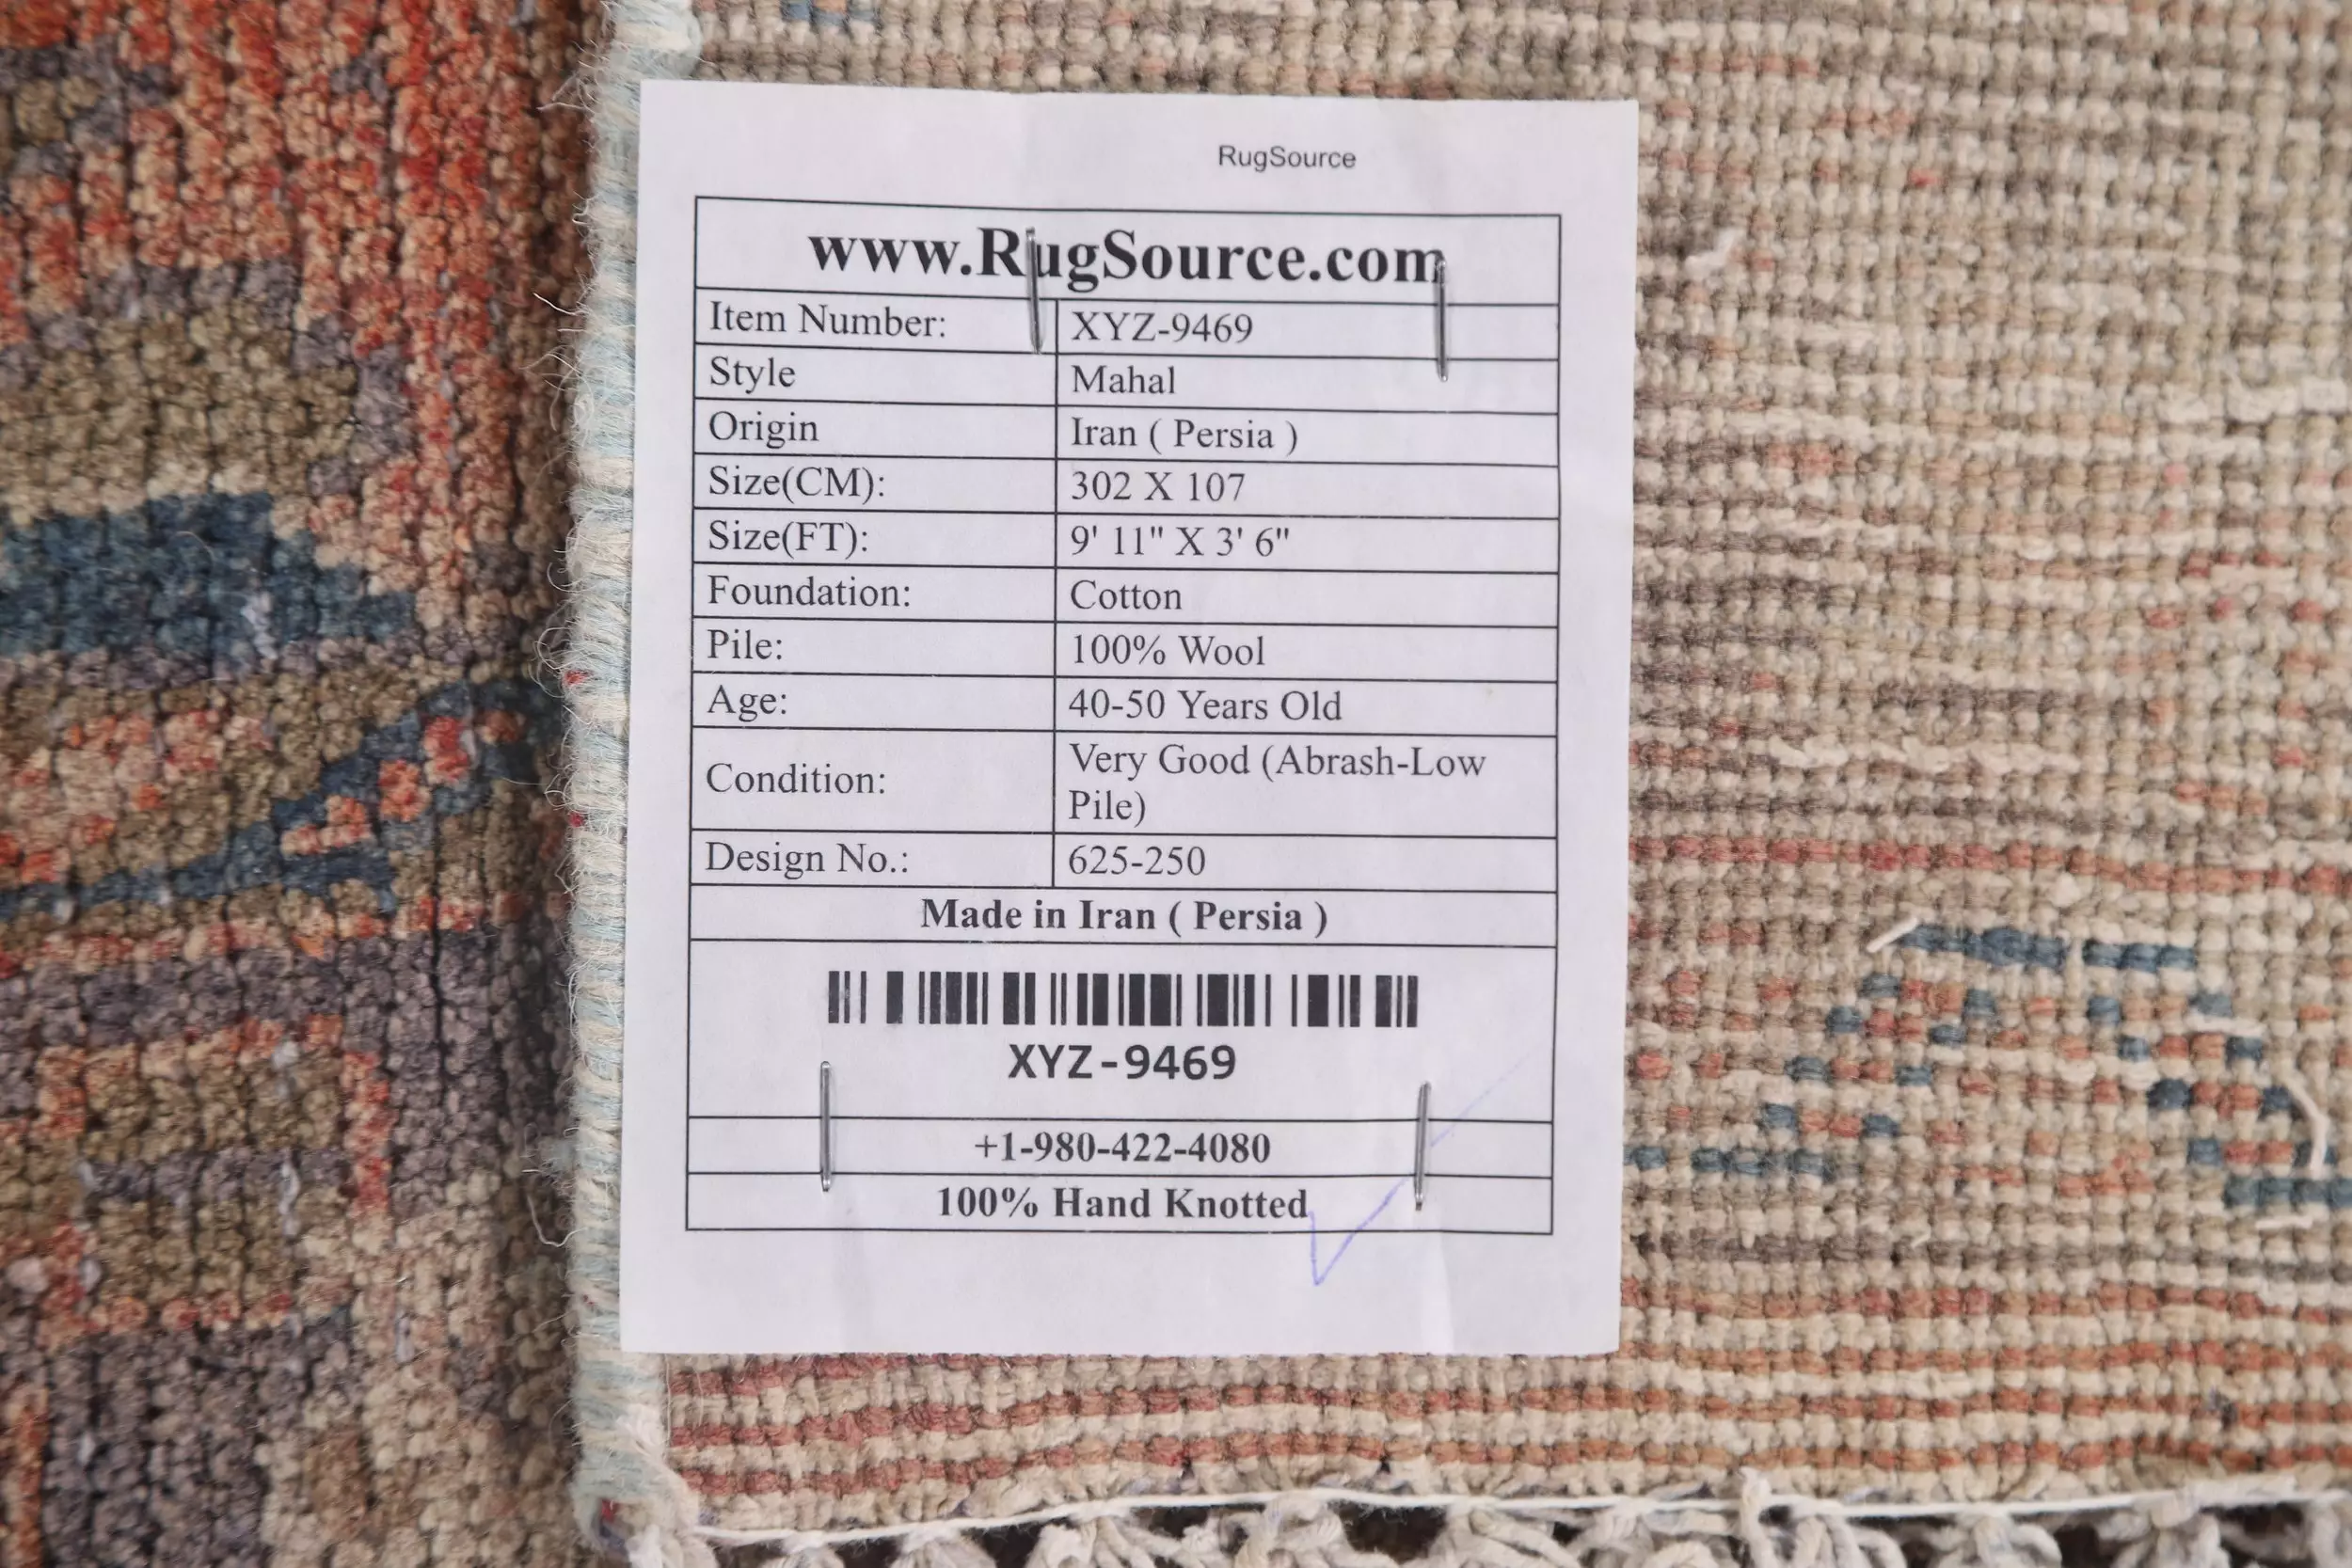 RugSource
www.RugSource.com
Item Number: XYZ-9469
Style Mahal
Origin Iran ( Persia )
Size(CM): 302 X 107
Size(FT): 9' 11" X 3' 6"
Foundation: Cotton
Pile: 100% Wool
Age: 40-50 Years Old
Condition: Very Good (Abrash-Low
Pile)
Design No.: 625-250
Made in Iran ( Persia )
XYZ-9469
+1-980-422-4080
100% Hand Knotted